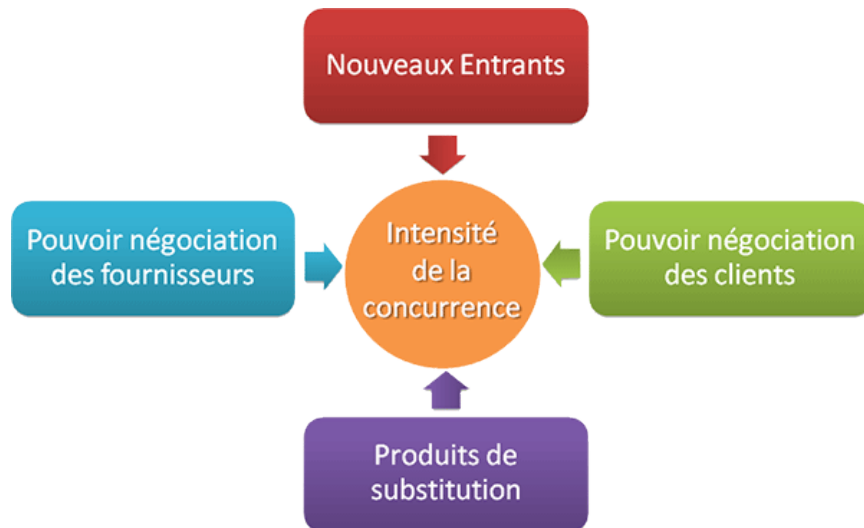 Nouveaux Entrants
Pouvoir négociation
des fournisseurs
Intensité
de la
concurrence
Pouvoir négociation
des clients
Produits de
substitution